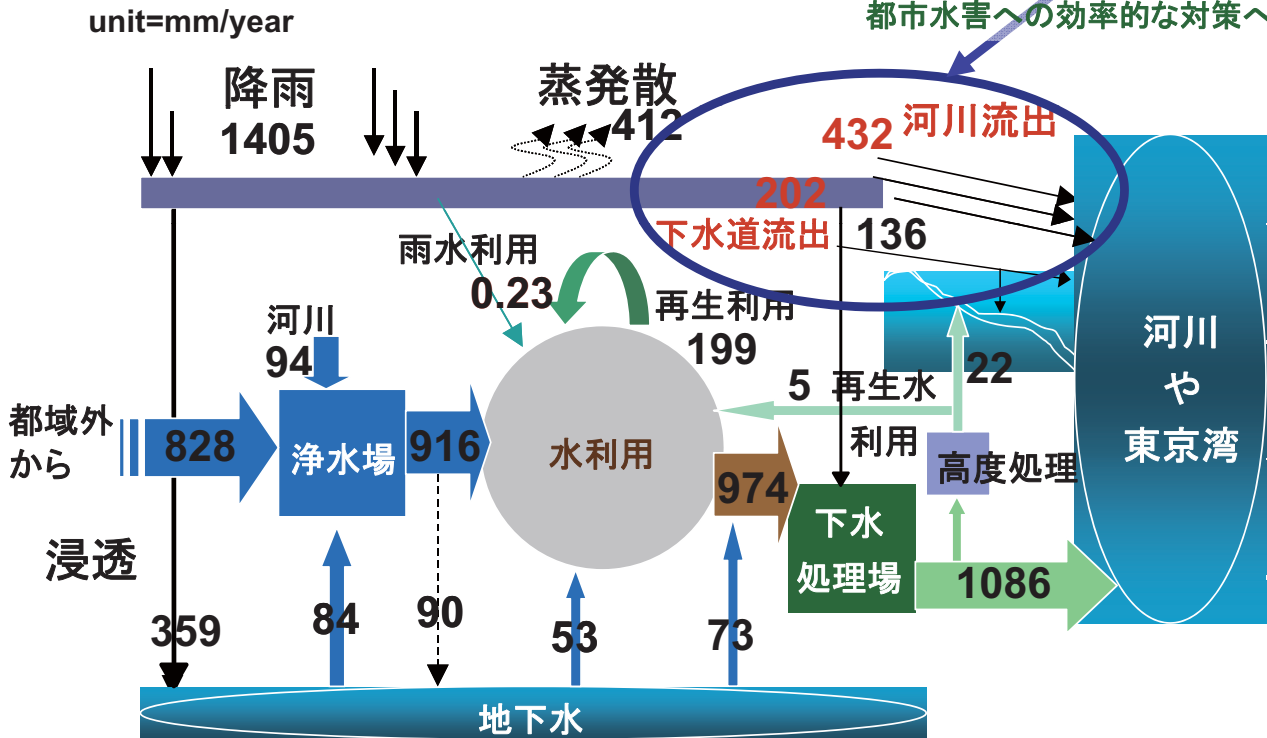 都市水害への効率的な対策へ
unit=mm/year
降雨
1405
蒸発散
412
432 河川流出
202
下水道流出
136
雨水利用
0.23
再生利用
199
河川
94
都域外
から
828
浄水場
916
水利用
5 再生水
利用
22
高度処理
974
下水
処理場
1086
河川
や
東京湾
浸透
359
84
90
53
73
地下水